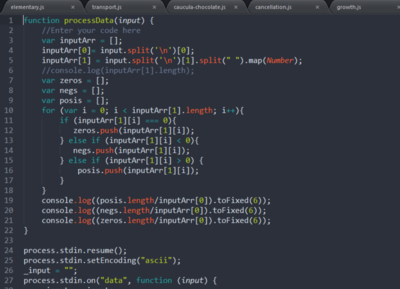 elementary.js transport.js caucula-chocolate.js cancellation.js growth.js
1 function processData(input) {
2 //Enter your code here
3 var inputArr = [];
4 inputArr[0]= input.split('\n')[0];
5 inputArr[1] = input.split('\n')[1].split(" ").map(Number);
6 //console.log(inputArr[1].length);
7 var zeros = [];
8 var negs = [];
9 var posis = [];
10 for (var i = 0; i < inputArr[1].length; i++){
11 if (inputArr[1][i] === 0){
12 zeros.push(inputArr[1][i]);
13 } else if (inputArr[1][i] < 0){
14 negs.push(inputArr[1][i]);
15 } else if (inputArr[1][i] > 0) {
16 posis.push(inputArr[1][i]);
17 }
18 }
19 console.log((posis.length/inputArr[0]).toFixed(6));
20 console.log((negs.length/inputArr[0]).toFixed(6));
21 console.log((zeros.length/inputArr[0]).toFixed(6));
22 }
23
24 process.stdin.resume();
25 process.stdin.setEncoding("ascii");
26 _input = "";
27 process.stdin.on("data", function (input) {